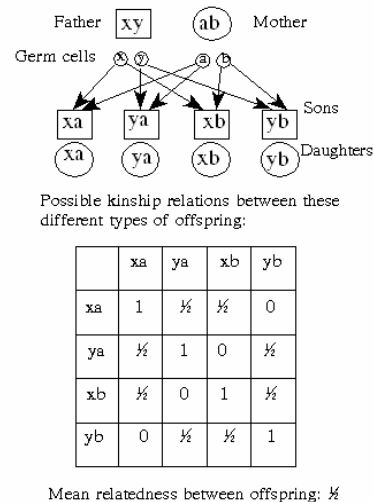 Father xy ab Mother
Germ cells x y a b
Sons
xa ya xb yb
Daughters
xa ya xb yb
Possible kinship relations between these
different types of offspring:
xa ya xb yb
xa 1 ½ ½ 0
ya ½ 1 0 ½
xb ½ 0 1 ½
yb 0 ½ ½ 1
Mean relatedness between offspring: ½